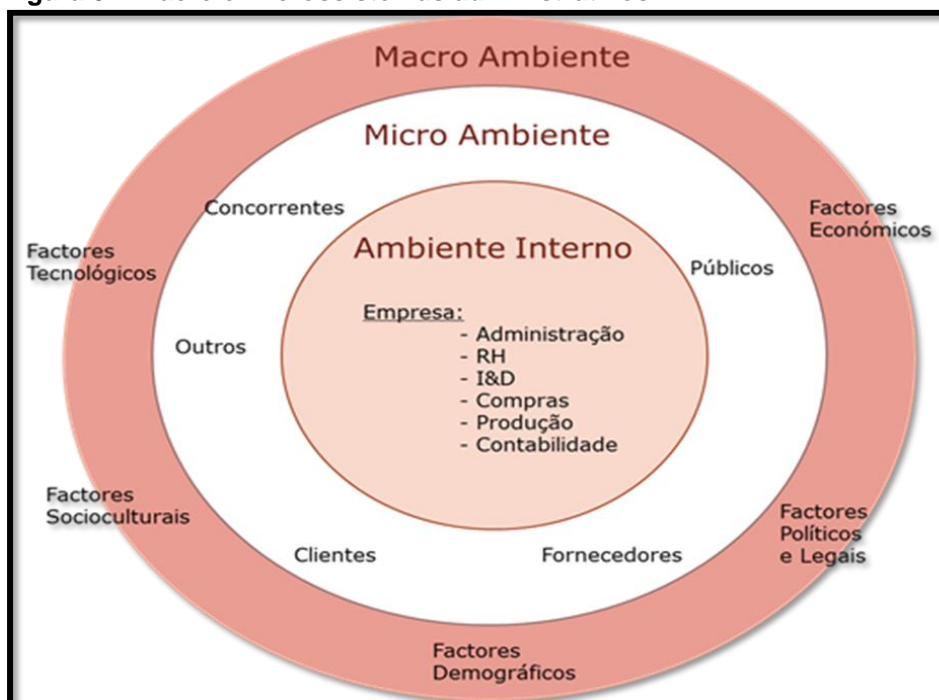 Macro Ambiente
Micro Ambiente
Concorrentes
Factores
Económicos
Factores
Tecnológicos
Ambiente Interno
Públicos
Empresa:
- Administração
- RH
- I&D
- Compras
- Produção
- Contabilidade
Outros
Factores
Socioculturais
Factores
Políticos
e Legais
Clientes
Fornecedores
Factores
Demográficos